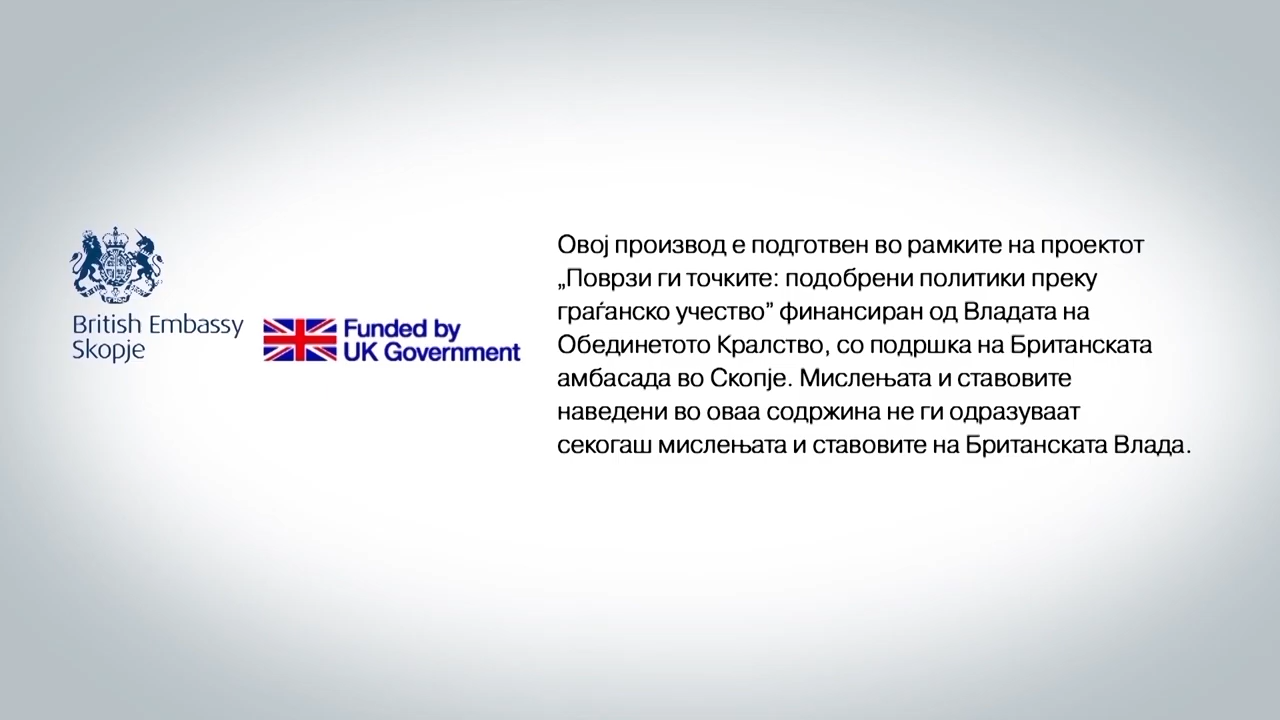 British Embassy
Skopje
Funded by
UK Government
Овој производ е подготвен во рамките на проектот
„Поврзи ги точките: подобрени политики преку
граѓанско учество” финансиран од Владата на
Обединетото Кралство, со подршка на Британската
амбасада во Скопје. Мислењата и ставовите
наведени во оваа содржина не ги одразуваат
секогаш мислењата и ставовите на Британската Влада.